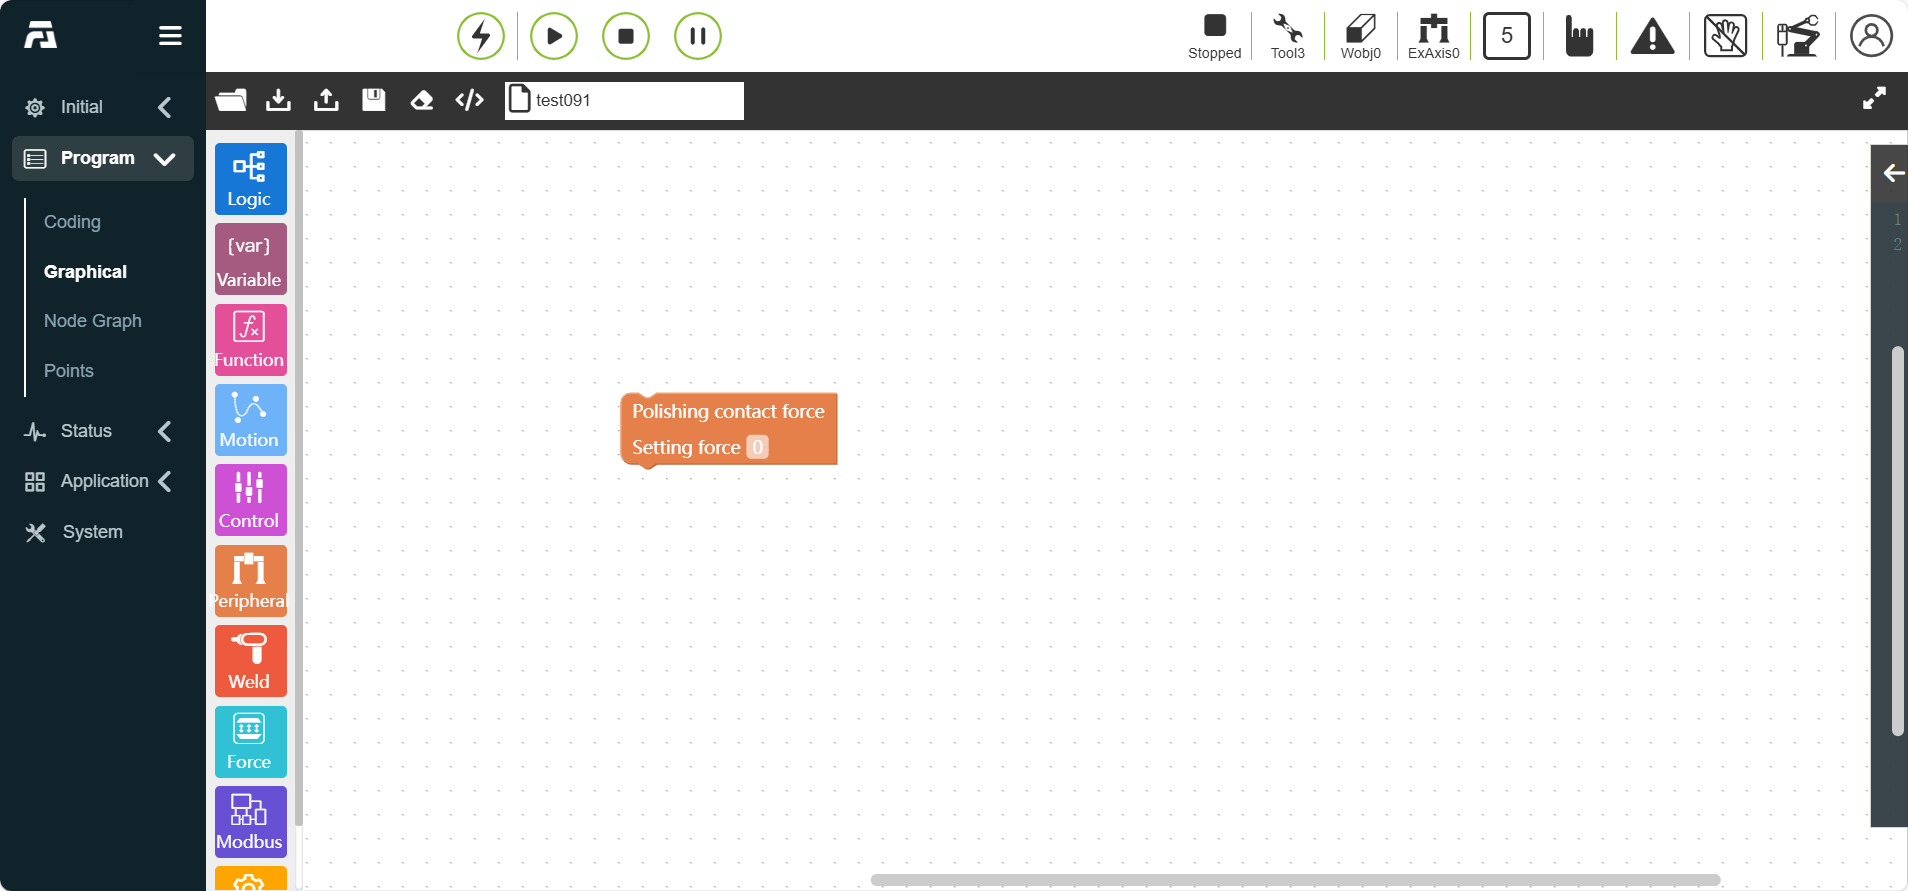 Stopped
Tool3
Wobj0
ExAxis0
5
Initial
Program
Coding
Graphical
Node Graph
Points
Status
Application
System
test091
Logic
{var}
Variable
fx
Function
Motion
Control
Peripheral
Weld
Force
Modbus
Polishing contact force
Setting force 0
1
2